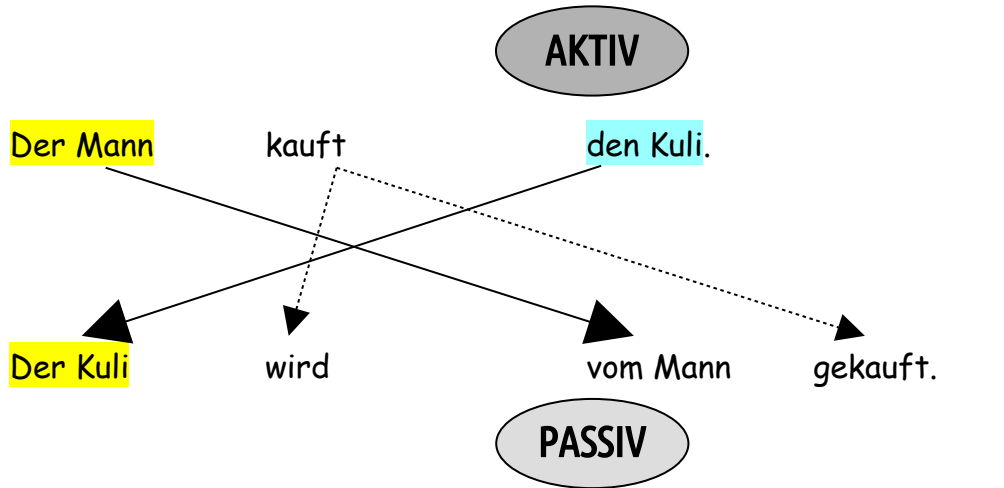 AKTIV
Der Mann kauft den Kuli.
Der Kuli wird vom Mann gekauft.
PASSIV